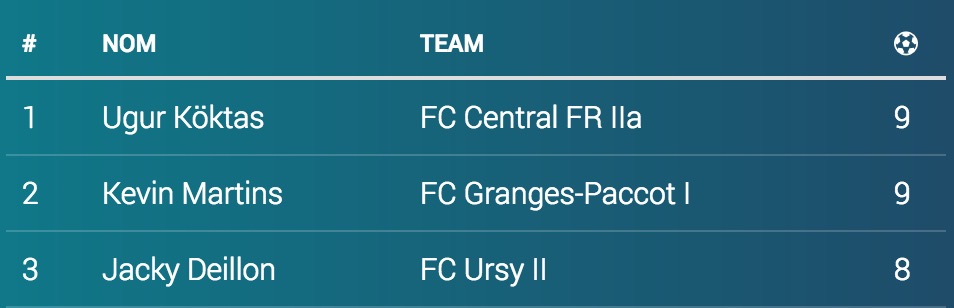 # NOM TEAM ⚽
1 Ugur Köktas FC Central FR IIa 9
2 Kevin Martins FC Granges-Paccot I 9
3 Jacky Deillon FC Ursy II 8